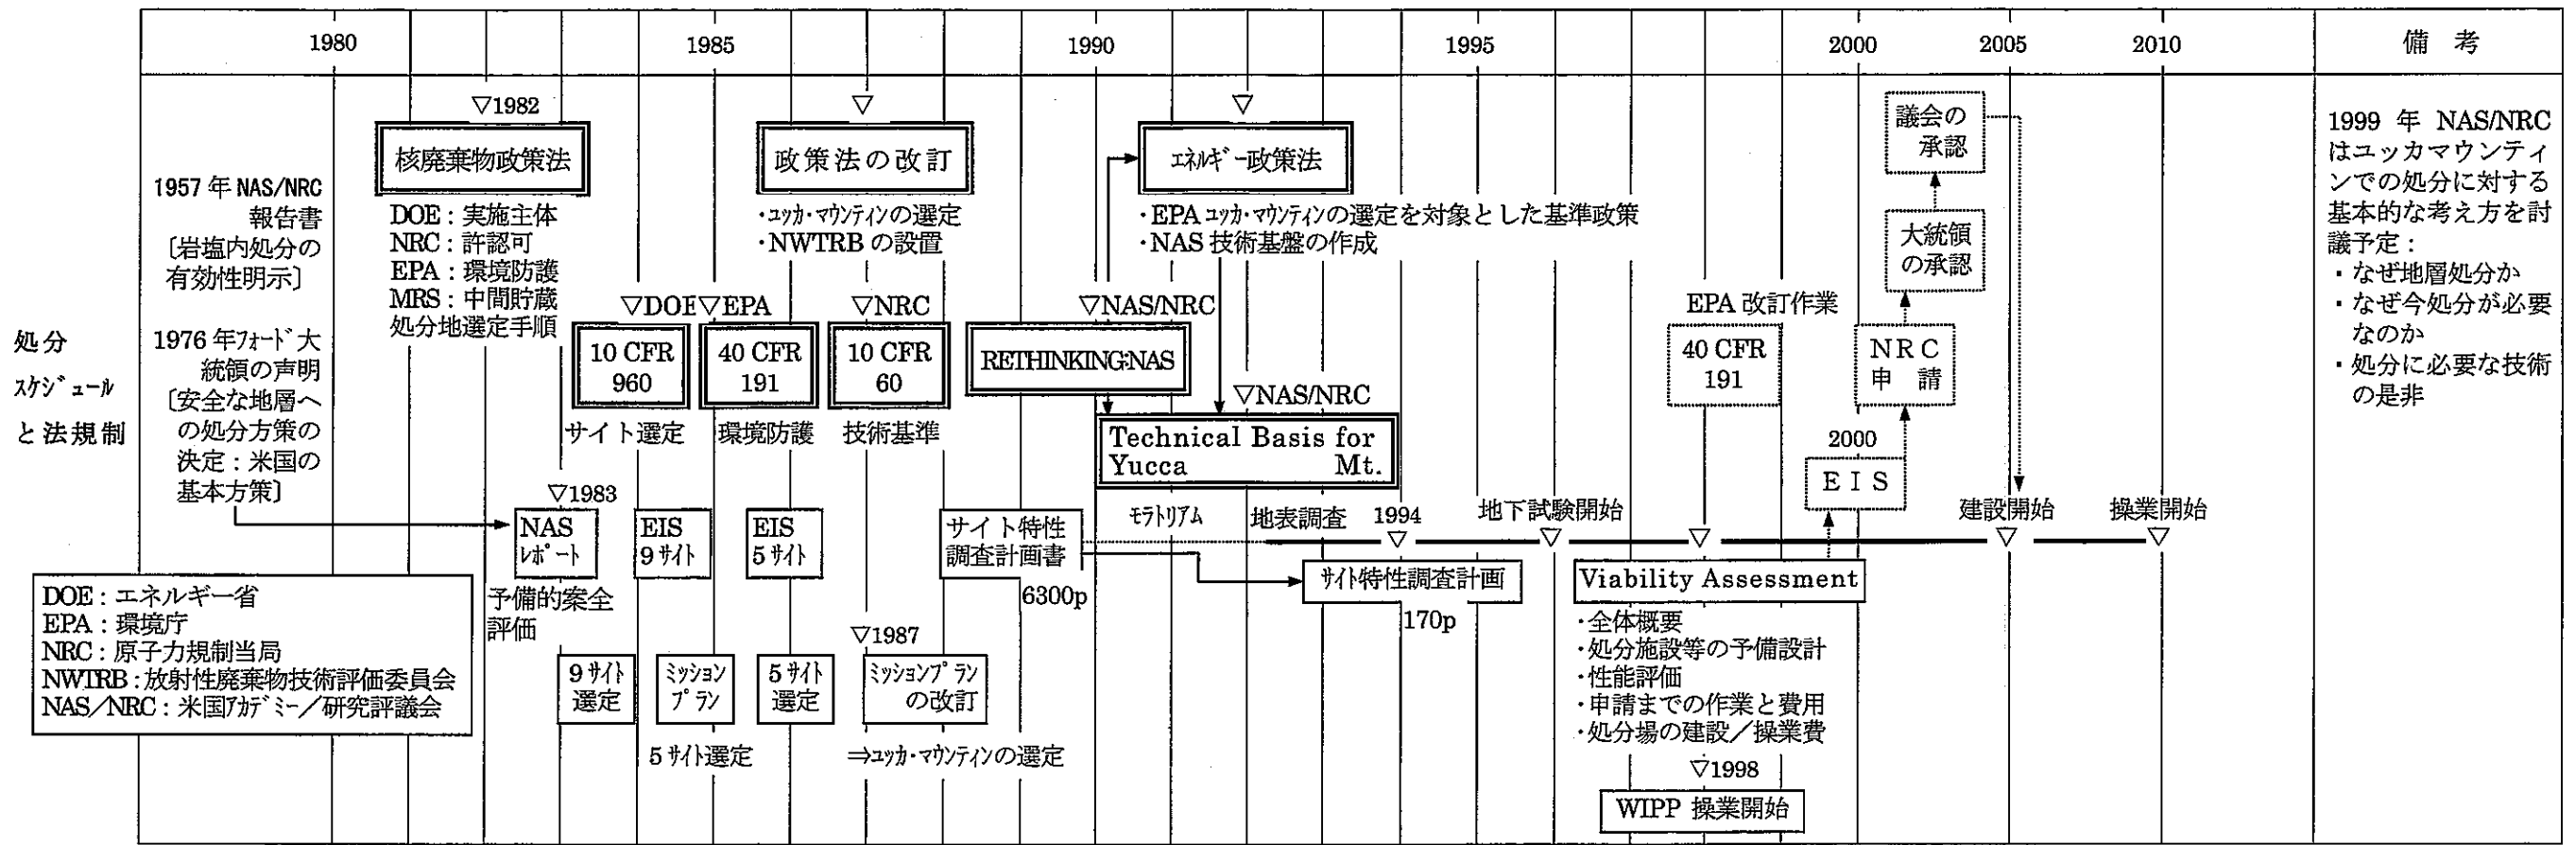 1980
1985
1990
1995
2000
2005
2010
備 考
処分
スケジュール
と法規制
1957 年 NAS/NRC
報告書
〔岩塩内処分の
有効性明示〕
1976 年フォード大
統領の声明
〔安全な地層へ
の処分方策の
決定：米国の
基本方策〕
▽1982
核廃棄物政策法
DOE：実施主体
NRC：許認可
EPA：環境防護
MRS：中間貯蔵
処分地選定手順
▽
政策法の改訂
・ユッカ・マウンティンの選定
・NWTRB の設置
▽
エネルギー政策法
・EPA ユッカ・マウンティンの選定を対象とした基準政策
・NAS 技術基盤の作成
▽DOE
10 CFR
960
サイト選定
▽EPA
40 CFR
191
環境防護
▽NRC
10 CFR
60
技術基準
▽NAS/NRC
RETHINKING:NAS
▽NAS/NRC
Technical Basis for
Yucca Mt.
EPA 改訂作業
40 CFR
191
議会の
承認
大統領
の承認
NRC
申 請
2000
EIS
▽1983
NAS
レポート
予備的案全
評価
EIS
9 サイト
EIS
5 サイト
サイト特性
調査計画書
6300p
モラトリアム
地表調査
1994
▽
地下試験開始
▽
▽
建設開始
▽
操業開始
▽
サイト特性調査計画
170p
Viability Assessment
・全体概要
・処分施設等の予備設計
・性能評価
・申請までの作業と費用
・処分場の建設／操業費
▽1998
WIPP 操業開始
9 サイト
選定
ミッション
プラン
5 サイト選定
5 サイト
選定
▽1987
ミッションプラン
の改訂
⇒ユッカ・マウンティンの選定
DOE：エネルギー省
EPA：環境庁
NRC：原子力規制当局
NWTRB：放射性廃棄物技術評価委員会
NAS／NRC：米国アカデミー／研究評議会
1999 年 NAS/NRC
はユッカマウンティ
ンでの処分に対する
基本的な考え方を討
議予定：
・なぜ地層処分か
・なぜ今処分が必要
なのか
・処分に必要な技術
の是非